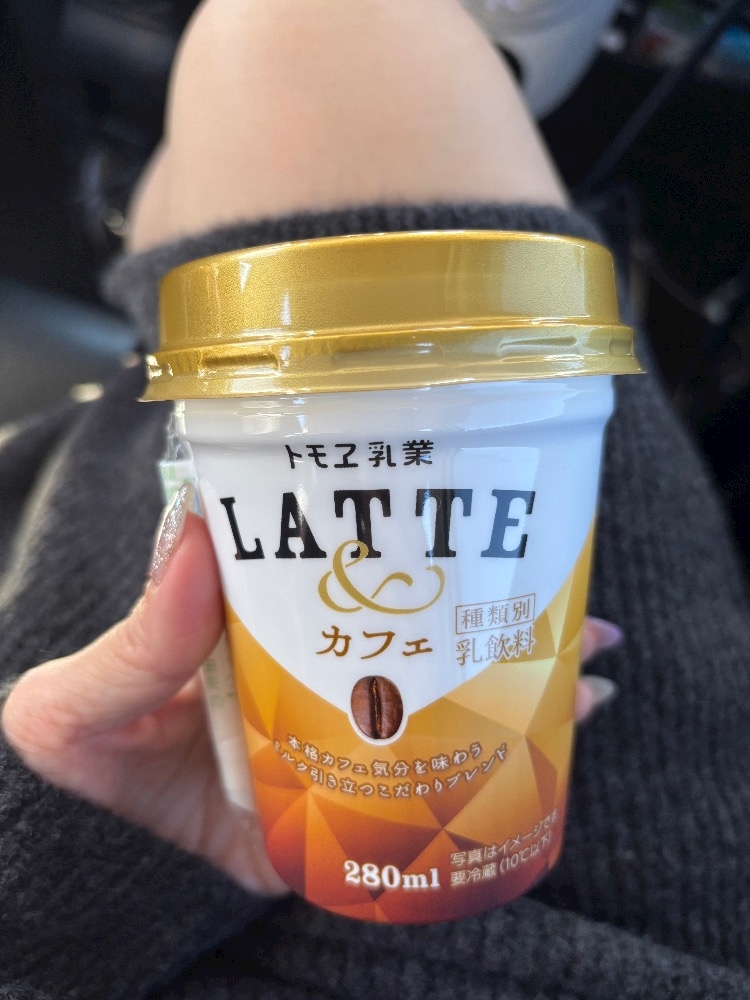 トモヱ乳業
LATTE
&
カフェ
種類別
乳飲料
本格カフェ気分を味わう
ミルク引き立つこだわりブレンド
280ml
写真はイメージで
要冷蔵(10℃以下)